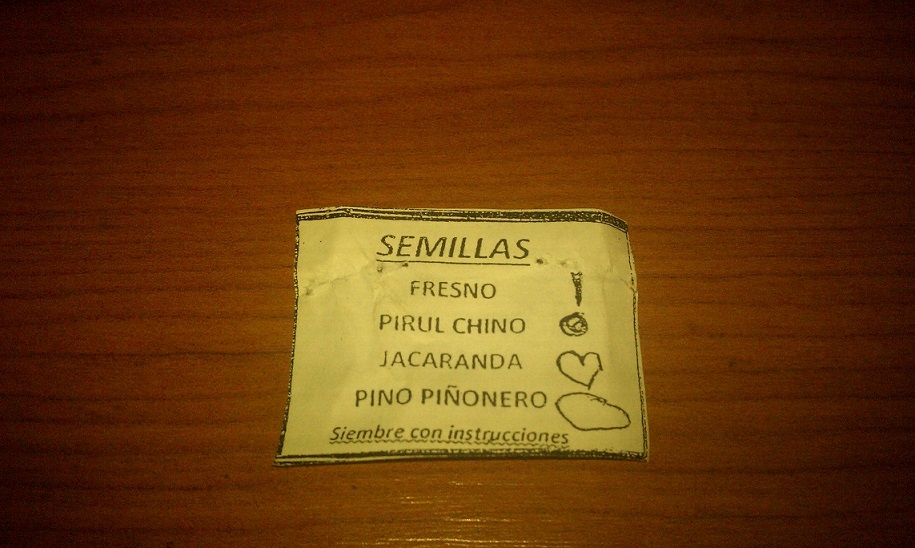 SEMILLAS
FRESNO
PIRUL CHINO
JACARANDA
PINO PIÑONERO
Siembre con instrucciones